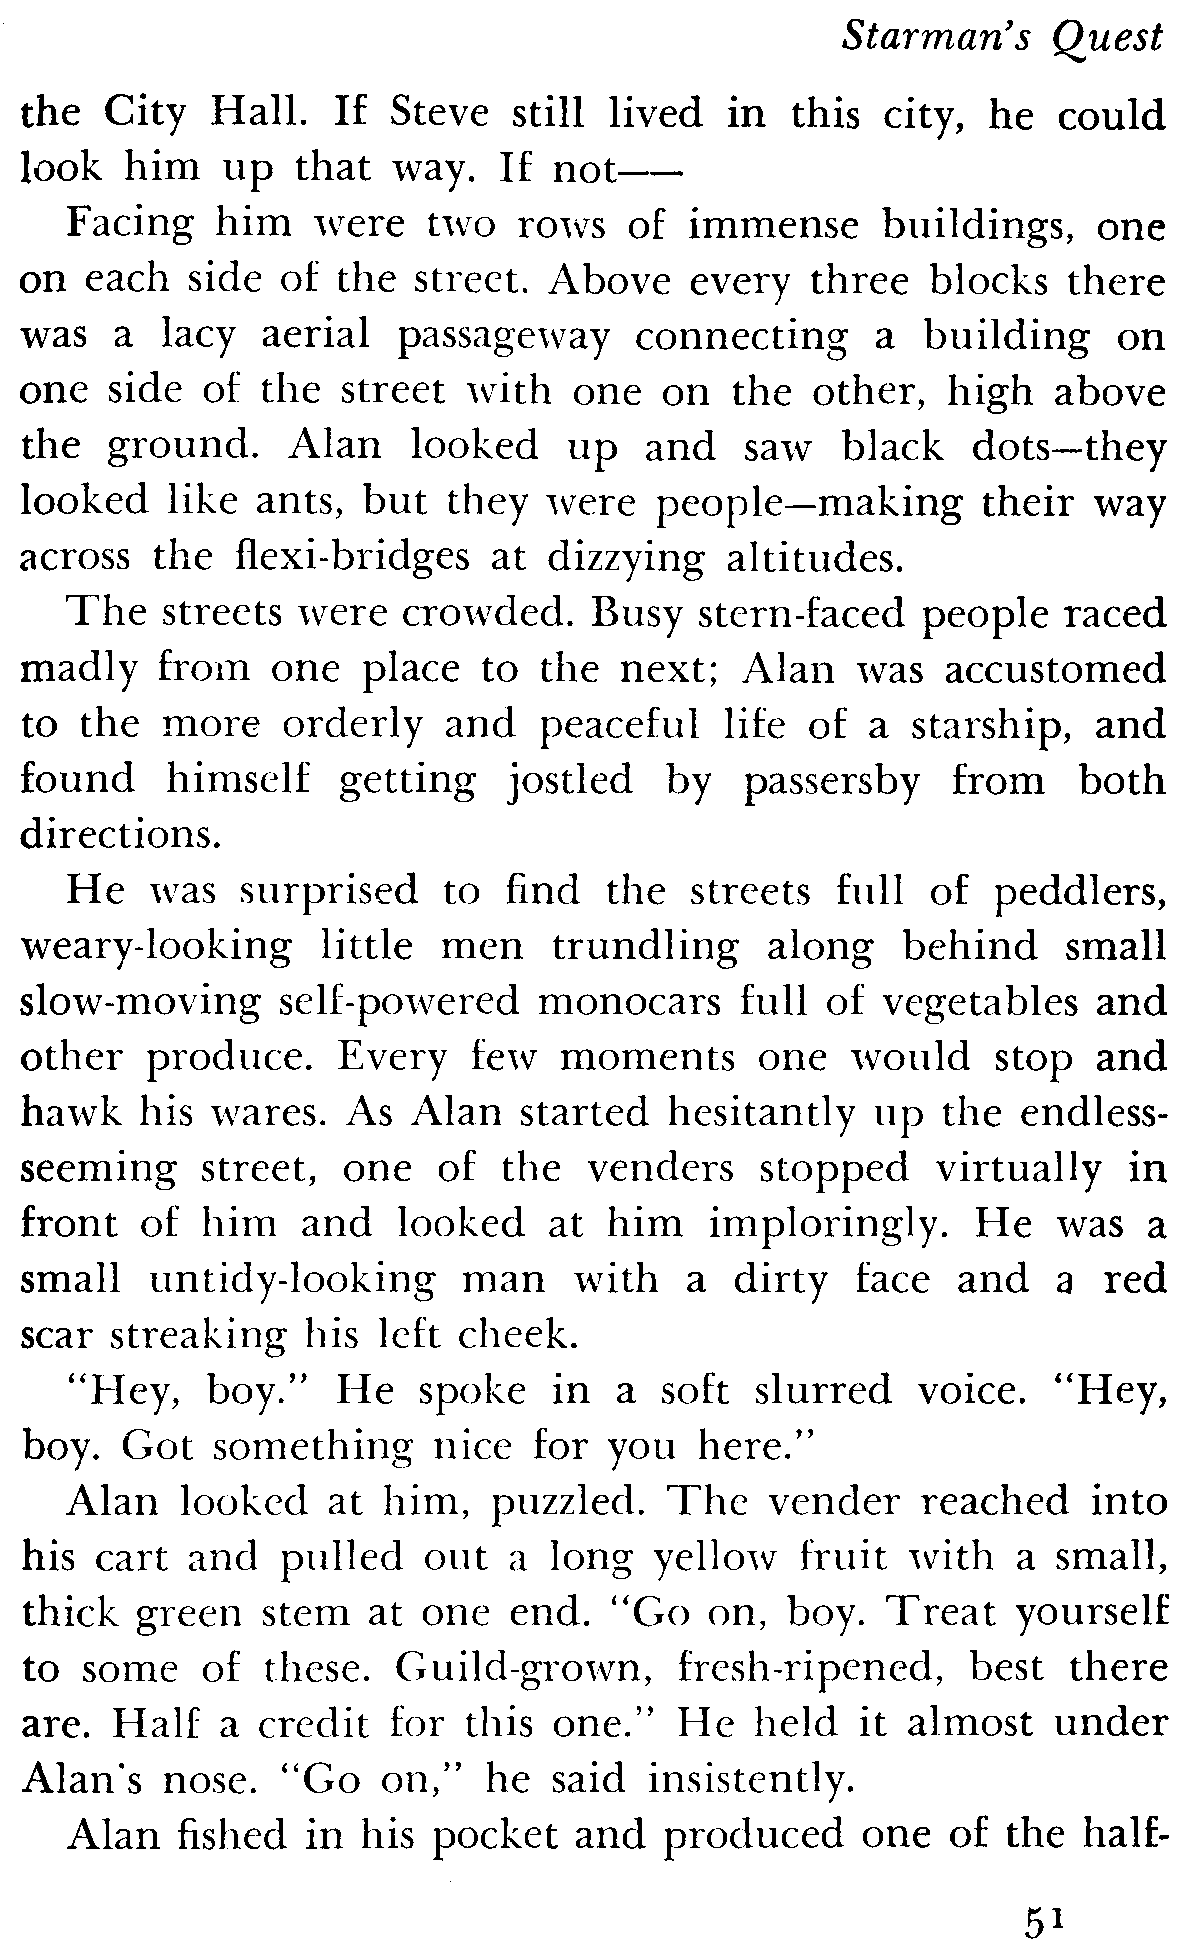 Starman's Quest
the City Hall. If Steve still lived in this city, he could
look him up that way. If not——
Facing him were two rows of immense buildings, one
on each side of the street. Above every three blocks there
was a lacy aerial passageway connecting a building on
one side of the street with one on the other, high above
the ground. Alan looked up and saw black dots—they
looked like ants, but they were people—making their way
across the flexi-bridges at dizzying altitudes.
The streets were crowded. Busy stern-faced people raced
madly from one place to the next; Alan was accustomed
to the more orderly and peaceful life of a starship, and
found himself getting jostled by passersby from both
directions.
He was surprised to find the streets full of peddlers,
weary-looking little men trundling along behind small
slow-moving self-powered monocars full of vegetables and
other produce. Every few moments one would stop and
hawk his wares. As Alan started hesitantly up the endless-
seeming street, one of the venders stopped virtually in
front of him and looked at him imploringly. He was a
small untidy-looking man with a dirty face and a red
scar streaking his left cheek.
“Hey, boy.” He spoke in a soft slurred voice. “Hey,
boy. Got something nice for you here.”
Alan looked at him, puzzled. The vender reached into
his cart and pulled out a long yellow fruit with a small,
thick green stem at one end. “Go on, boy. Treat yourself
to some of these. Guild-grown, fresh-ripened, best there
are. Half a credit for this one.” He held it almost under
Alan's nose. “Go on,” he said insistently.
Alan fished in his pocket and produced one of the half-
51